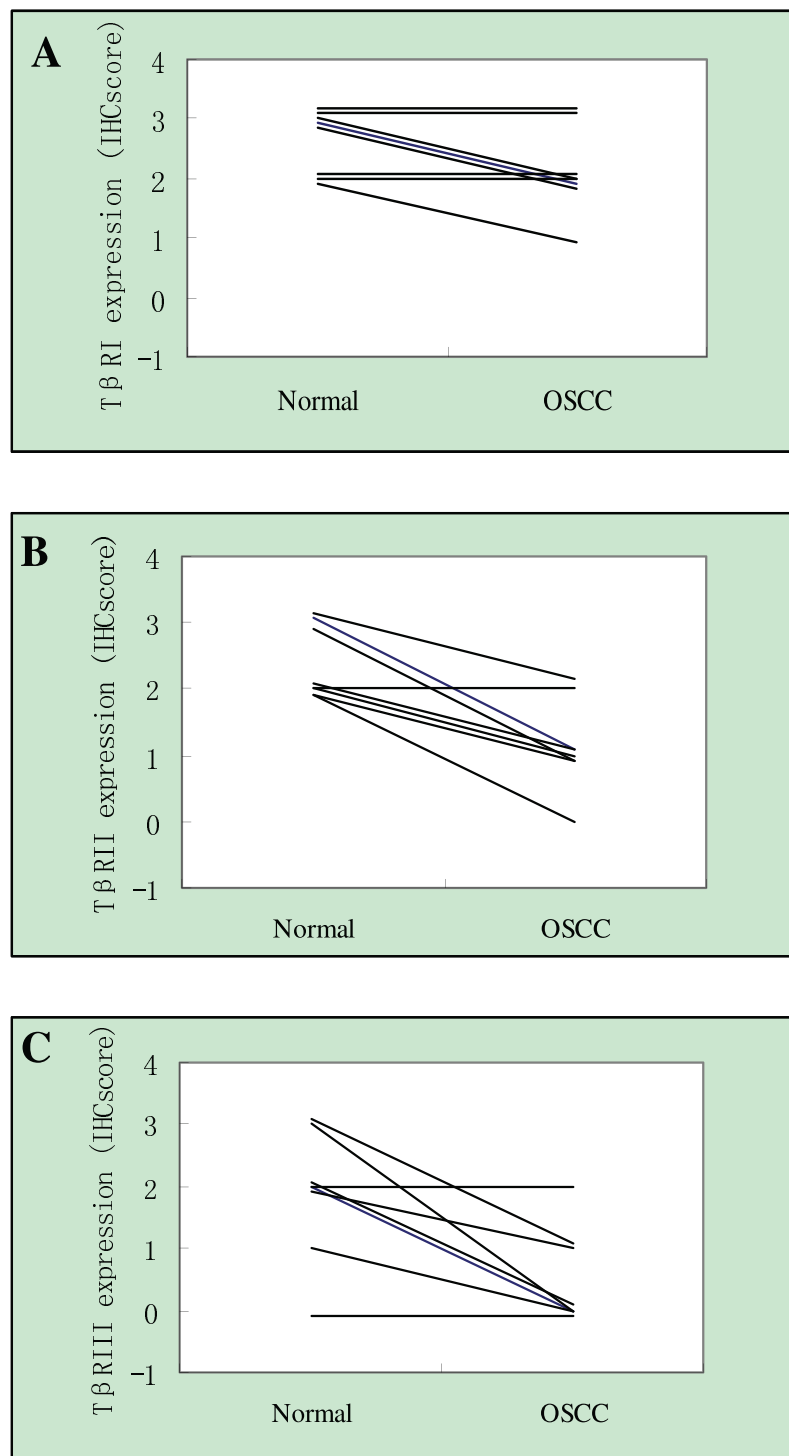 A
TβRI expression (IHCscore)
4
3
2
1
0
-1
Normal OSCC
B
TβRII expression (IHCscore)
4
3
2
1
0
-1
Normal OSCC
C
TβRIII expression (IHCscore)
4
3
2
1
0
-1
Normal OSCC